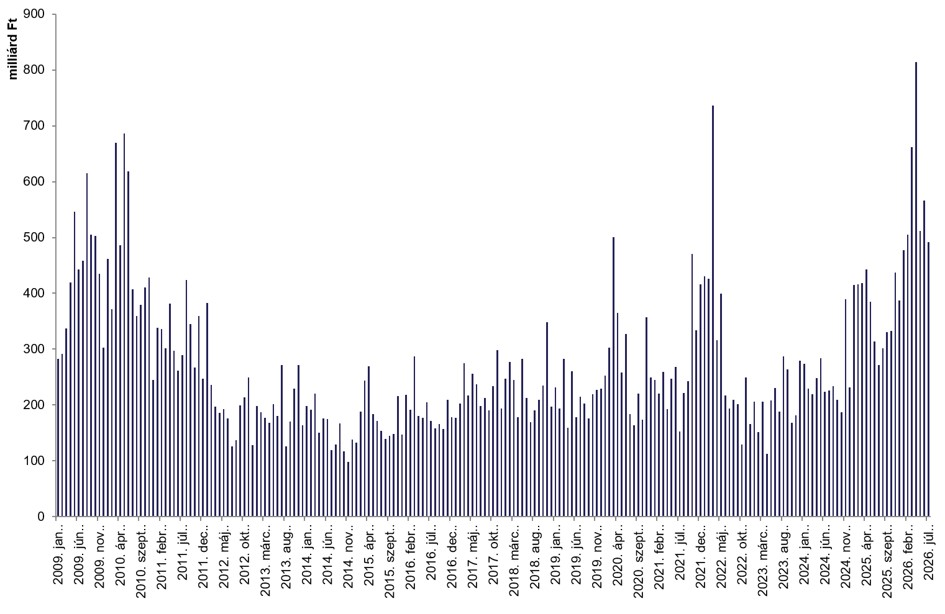 milliárd Ft
900
800
700
600
500
400
300
200
100
0
2009. jan..
2009. jún..
2009. nov..
2010. ápr..
2010. szept..
2011. febr..
2011. júl..
2011. dec..
2012. máj..
2012. okt..
2013. márc..
2013. aug..
2014. jan..
2014. jún..
2014. nov..
2015. ápr..
2015. szept..
2016. febr..
2016. júl..
2016. dec..
2017. máj..
2017. okt..
2018. márc..
2018. aug..
2019. jan..
2019. jún..
2019. nov..
2020. ápr..
2020. szept..
2021. febr..
2021. júl..
2021. dec..
2022. máj..
2022. okt..
2023. márc..
2023. aug..
2024. jan..
2024. jún..
2024. nov..
2025. ápr..
2025. szept..
2026. febr..
2026. júl..